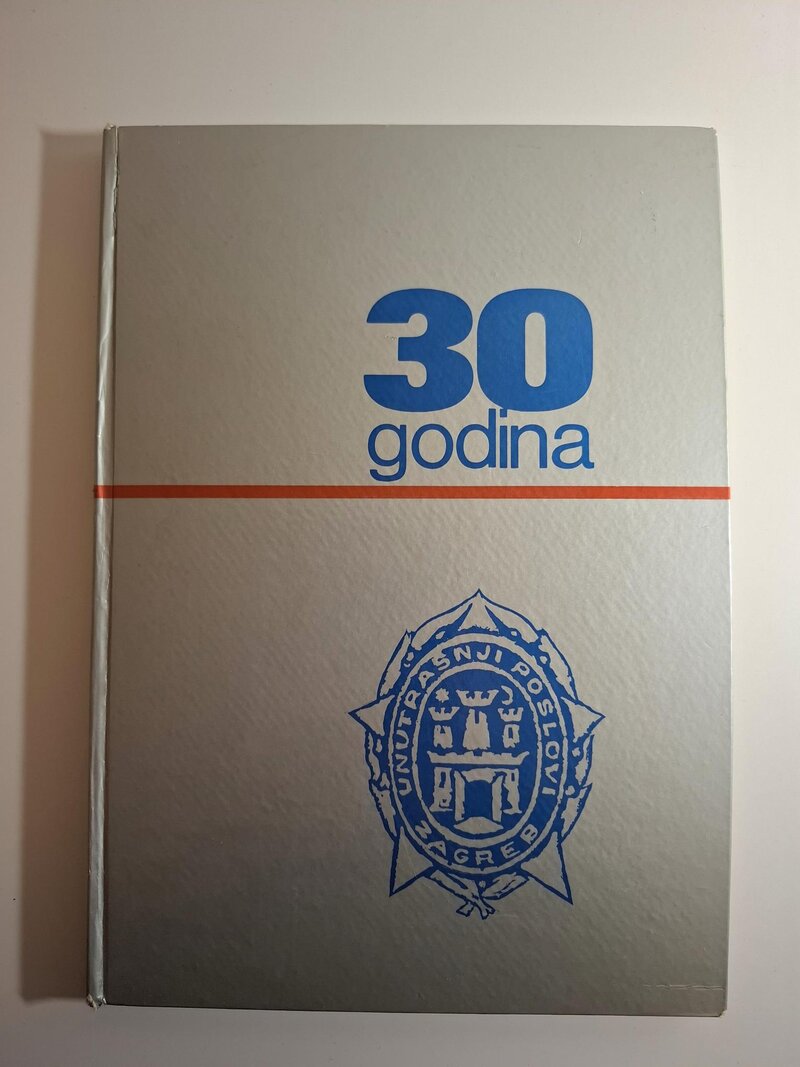 30
godina
UNUTRAŠNJI POSLOVI
ZAGREB